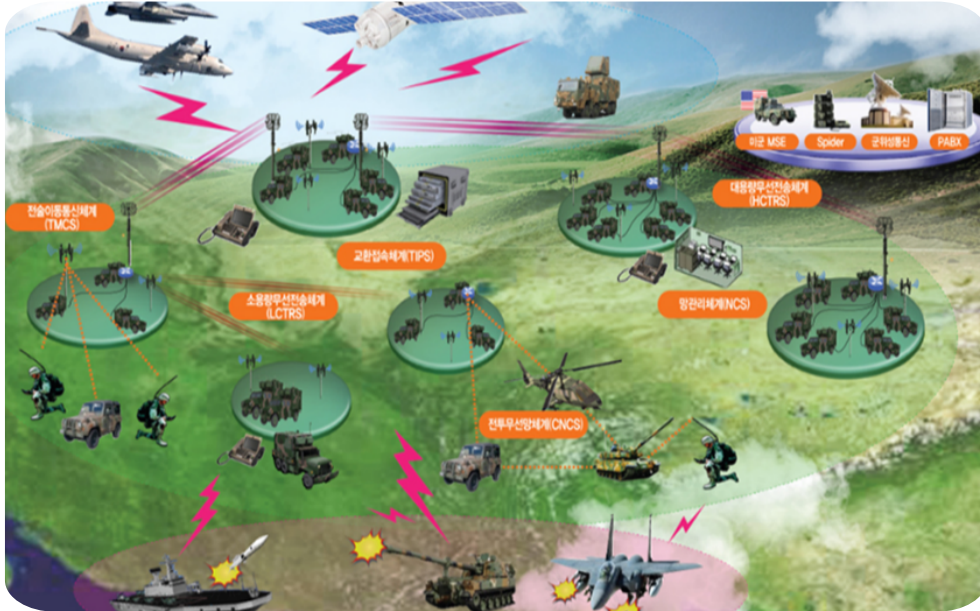 미군 MSE
Spider
군위성통신
PABX
대용량무선전송체계
(HCTRS)
전술이동통신체계
(TMCS)
교환접속체계(TIPS)
소용량무선전송체계
(LCTRS)
망관리체계(NCS)
전투무선망체계(CNCS)